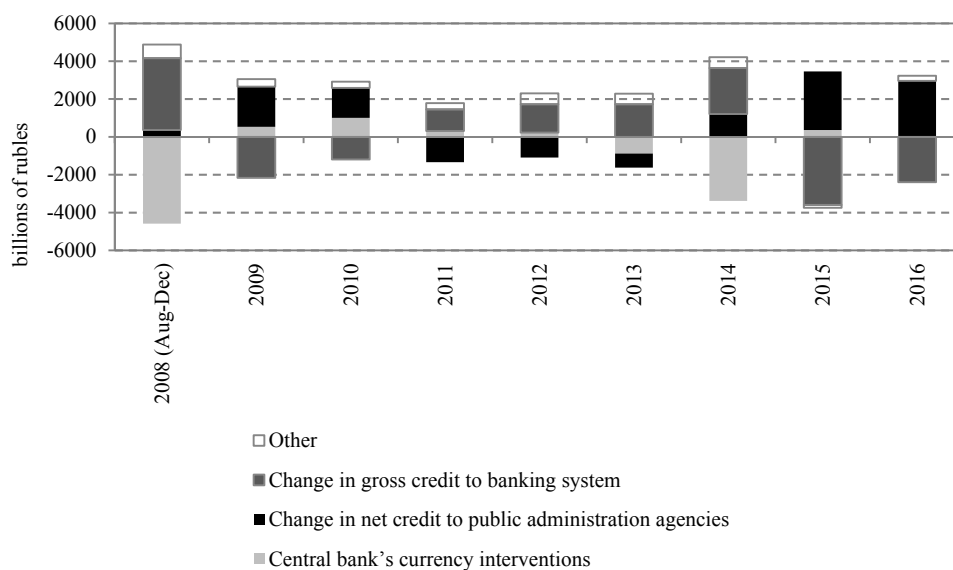 billions of rubles
6000
4000
2000
0
-2000
-4000
-6000
2008 (Aug-Dec)
2009
2010
2011
2012
2013
2014
2015
2016
Other
Change in gross credit to banking system
Change in net credit to public administration agencies
Central bank’s currency interventions